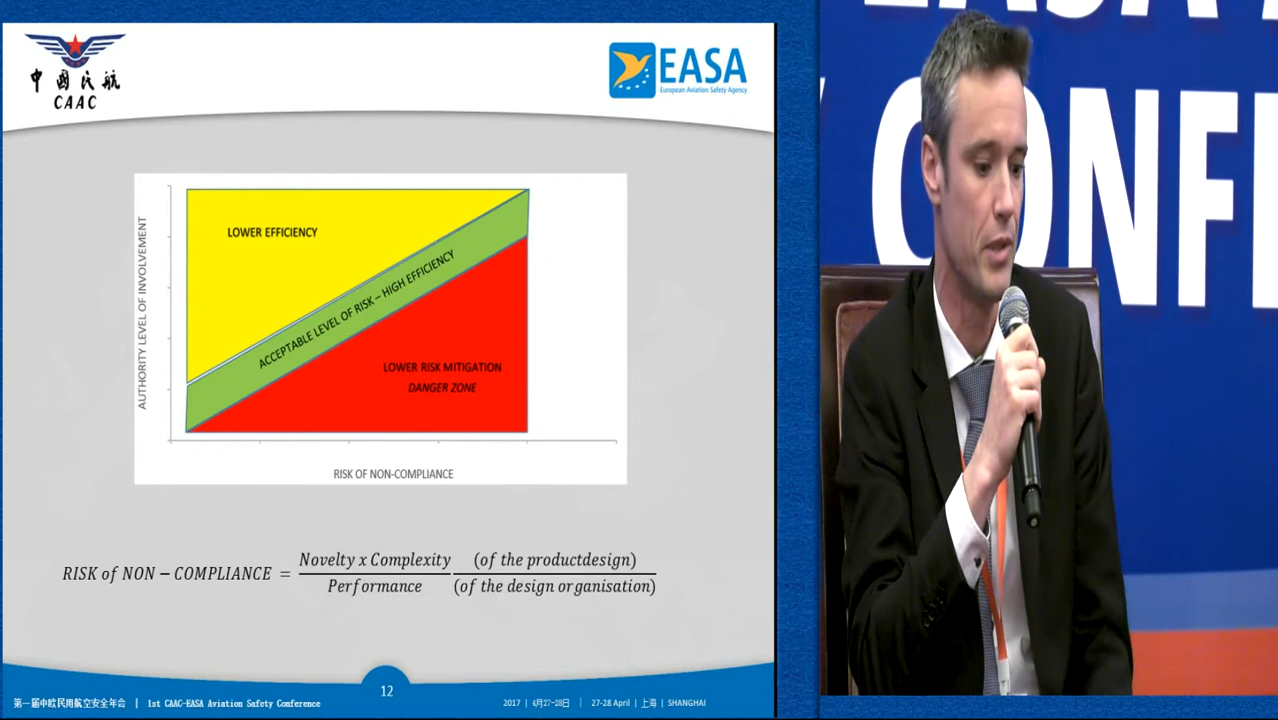 中國民航
CAAC
EASA
European Aviation Safety Agency
AUTHORITY LEVEL OF INVOLVEMENT
LOWER EFFICIENCY
ACCEPTABLE LEVEL OF RISK – HIGH EFFICIENCY
LOWER RISK MITIGATION
DANGER ZONE
RISK OF NON-COMPLIANCE
RISK of NON − COMPLIANCE = Novelty x Complexity (of the productdesign)
Performance (of the design organisation)
12
第一届中欧民用航空安全年会 | 1st CAAC-EASA Aviation Safety Conference
2017 | 4月27-28日 | 27-28 April | 上海 | SHANGHAI
EASA
CONF